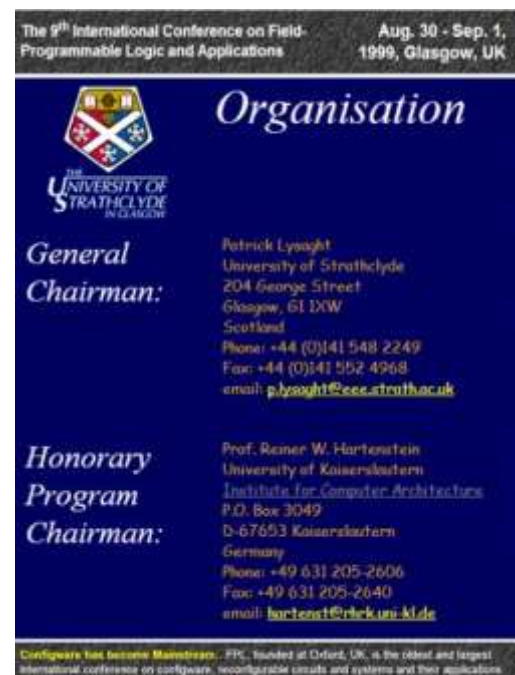 The 9th International Conference on Field-
Programmable Logic and Applications
Aug. 30 - Sep. 1,
1999, Glasgow, UK
Organisation
THE
UNIVERSITY OF
STRATHCLYDE
IN GLASGOW
General
Chairman:
Patrick Lysaght
University of Strathclyde
204 George Street
Glasgow, G1 1XW
Scotland
Phone: +44 (0)141 548 2249
Fax: +44 (0)141 552 4968
email: p.lysaght@eee.strath.ac.uk
Honorary
Program
Chairman:
Prof. Reiner W. Hartenstein
University of Kaiserslautern
Institute for Computer Architecture
P.O. Box 3049
D-67653 Kaiserslautern
Germany
Phone: +49 631 205-2606
Fax: +49 631 205-2640
email: hartenst@rhrk.uni-kl.de
Configware has become Mainstream. FPL, founded at Oxford, UK, is the oldest and largest
international conference on configware, reconfigurable circuits and systems and their applications